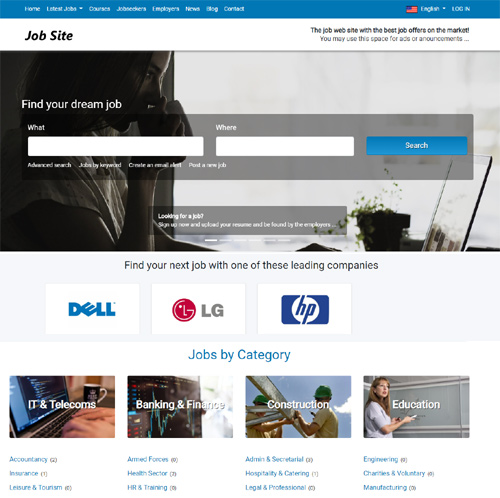 Home Latest Jobs Courses Jobseekers Employers News Blog Contact English LOG IN
Job Site
The job web site with the best job offers on the market!
You may use this space for ads or anouncements ...
Find your dream job
What Where
Search
Advanced search Jobs by keyword Create an email alert Post a new job
Looking for a job?
Sign up now and upload your resume and be found by the employers ...
Find your next job with one of these leading companies
DELL LG hp
Jobs by Category
IT & Telecoms Banking & Finance Construction Education
Accountancy (2) Armed Forces (0) Admin & Secretarial (3) Engineering (0)
Insurance (1) Health Sector (3) Hospitality & Catering (1) Charities & Voluntary (0)
Leisure & Tourism (0) HR & Training (0) Legal & Professional (0) Manufacturing (0)